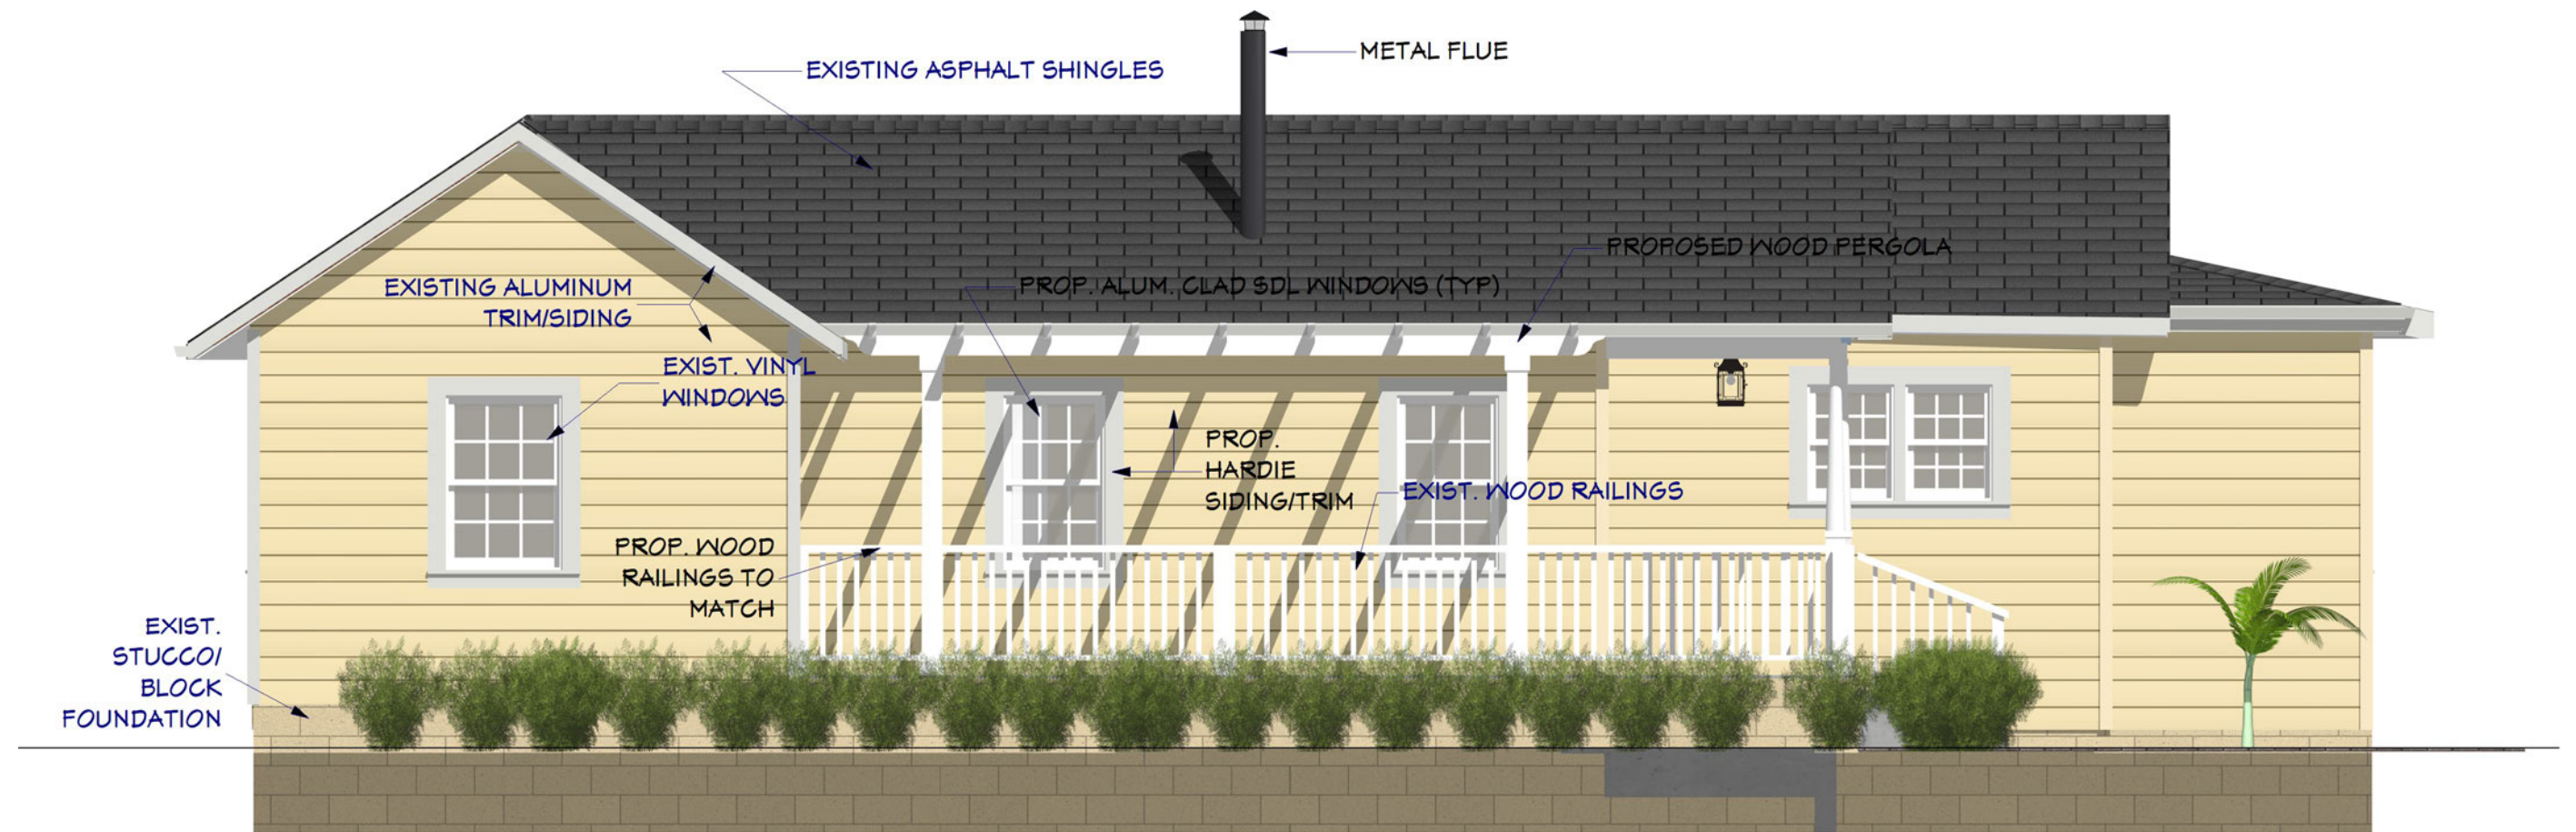 METAL FLUE
EXISTING ASPHALT SHINGLES
PROPOSED WOOD PERGOLA
EXISTING ALUMINUM
TRIM/SIDING
PROP. ALUM. CLAD SDL WINDOWS (TYP)
EXIST. VINYL
WINDOWS
PROP.
HARDIE
SIDING/TRIM
EXIST. WOOD RAILINGS
PROP. WOOD
RAILINGS TO
MATCH
EXIST.
STUCCO/
BLOCK
FOUNDATION